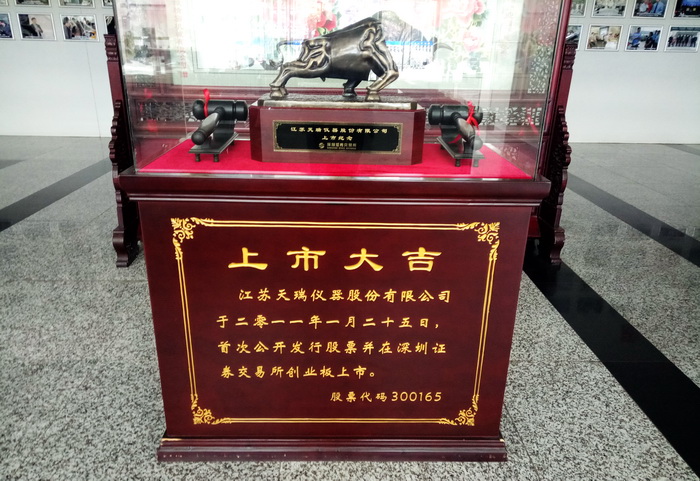 江苏天瑞仪器股份有限公司
上市纪念
上市大吉
江苏天瑞仪器股份有限公司
于二零一一年一月二十五日，
首次公开发行股票并在深圳证
券交易所创业板上市。
股票代码 300165